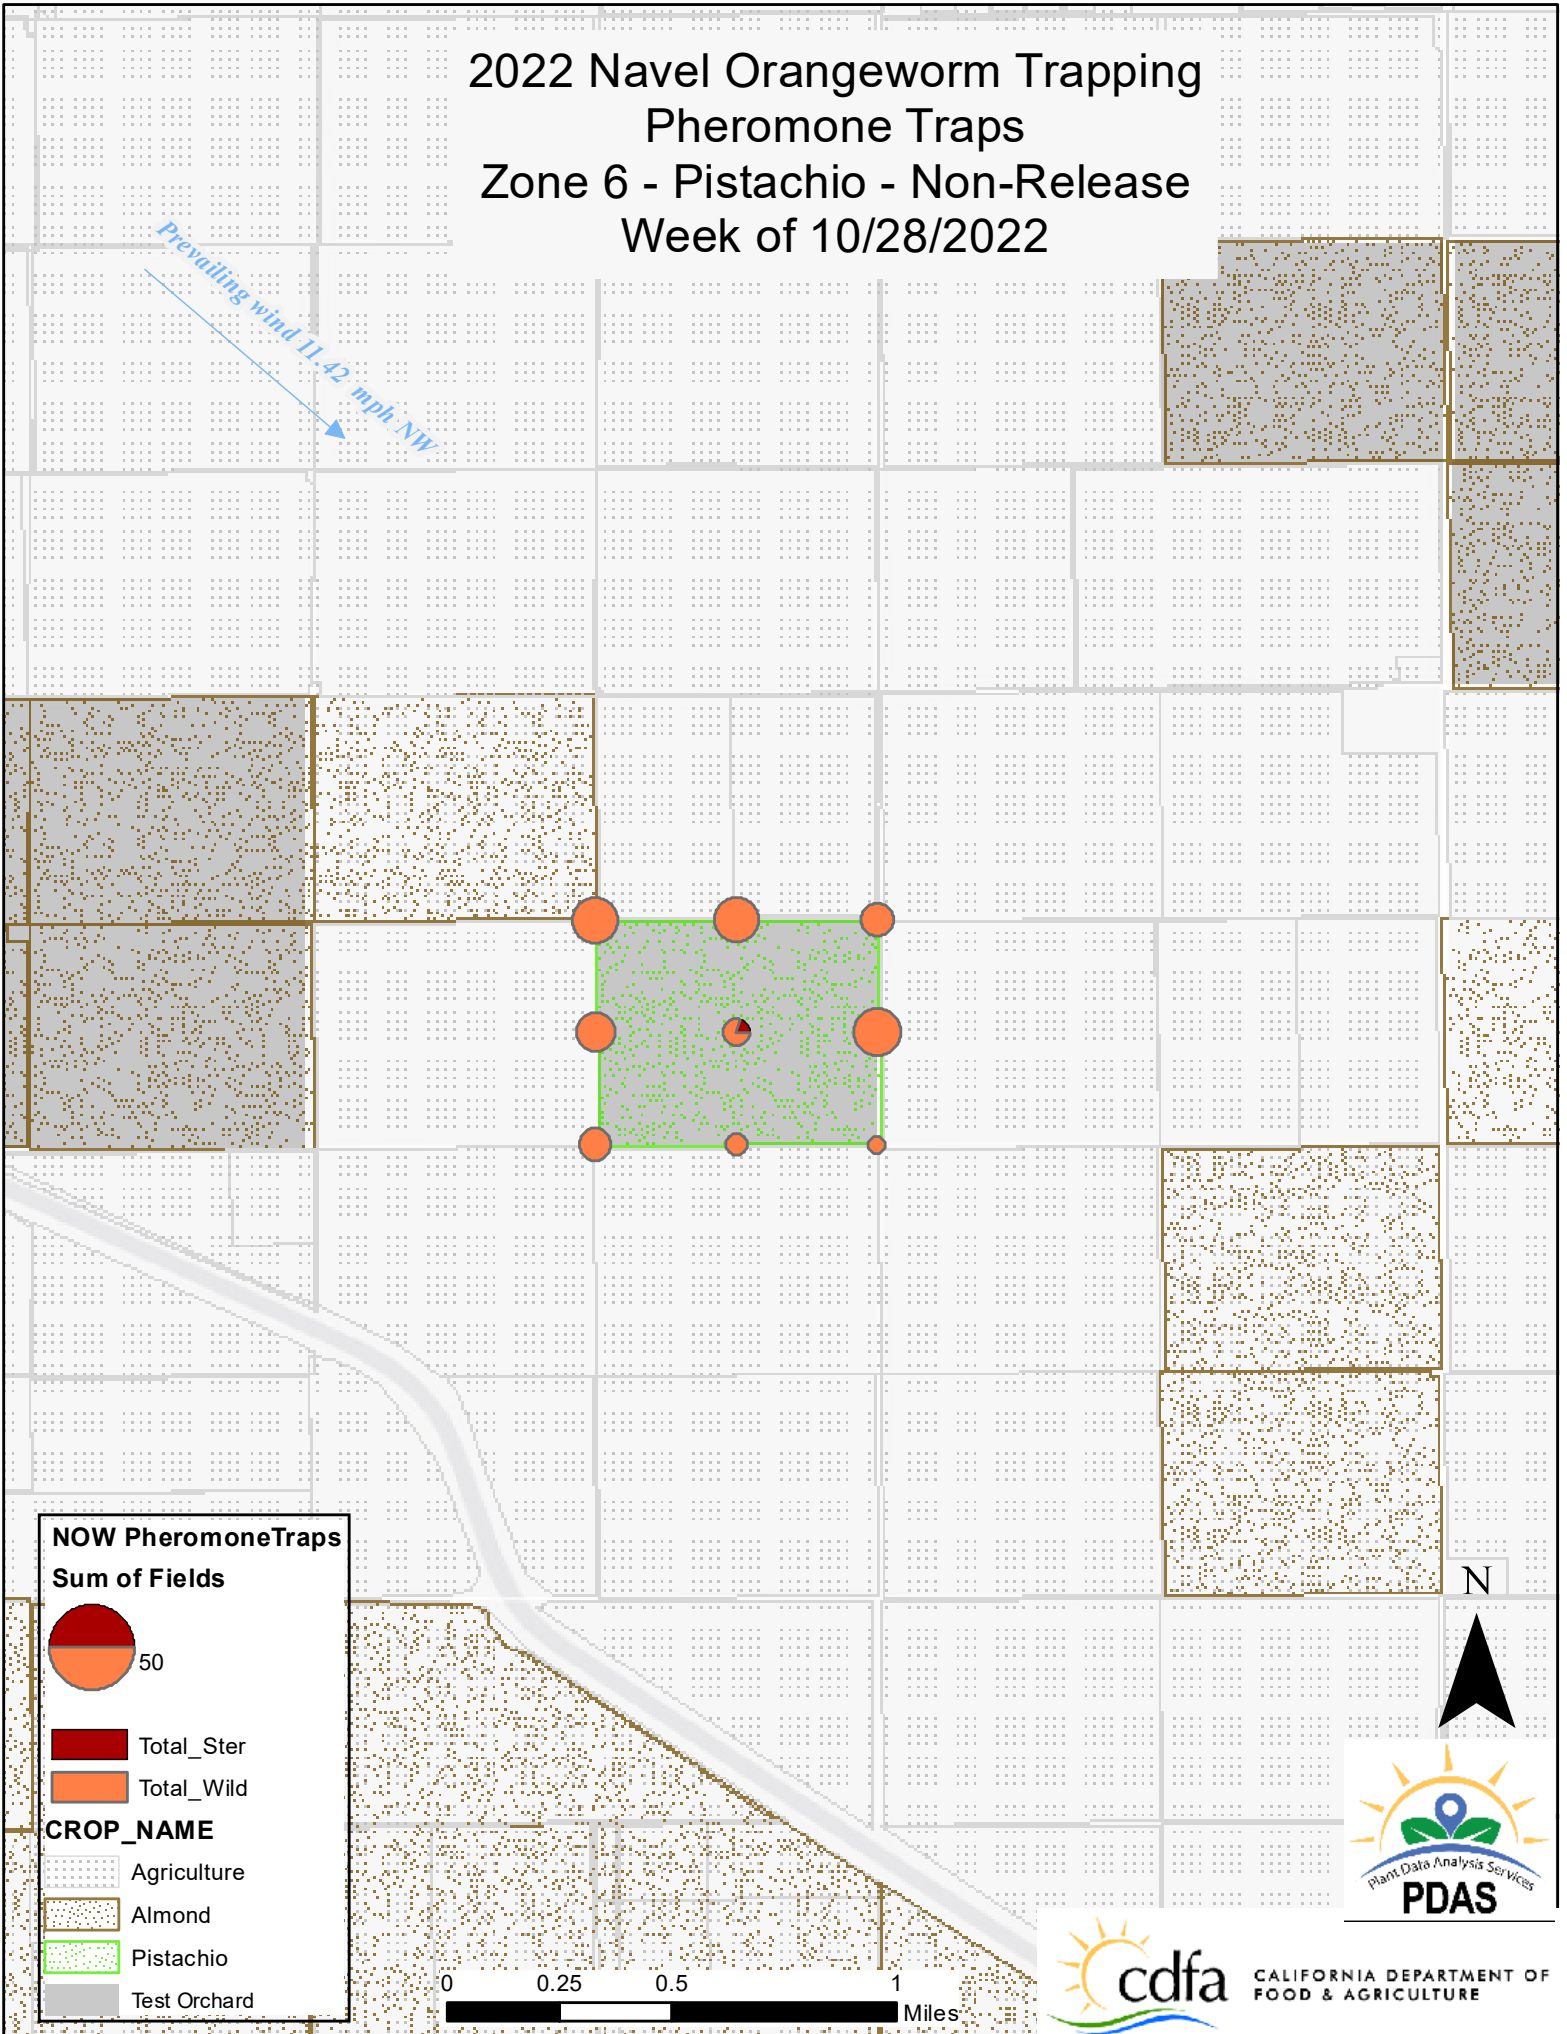 2022 Navel Orangeworm Trapping
Pheromone Traps
Zone 6 - Pistachio - Non-Release
Week of 10/28/2022
Prevailing wind 11.42 mph NW
NOW PheromoneTraps
Sum of Fields
50
Total_Ster
Total_Wild
CROP_NAME
Agriculture
Almond
Pistachio
Test Orchard
0 0.25 0.5 1
Miles
N
Plant Data Analysis Services
PDAS
cdfa
CALIFORNIA DEPARTMENT OF
FOOD & AGRICULTURE